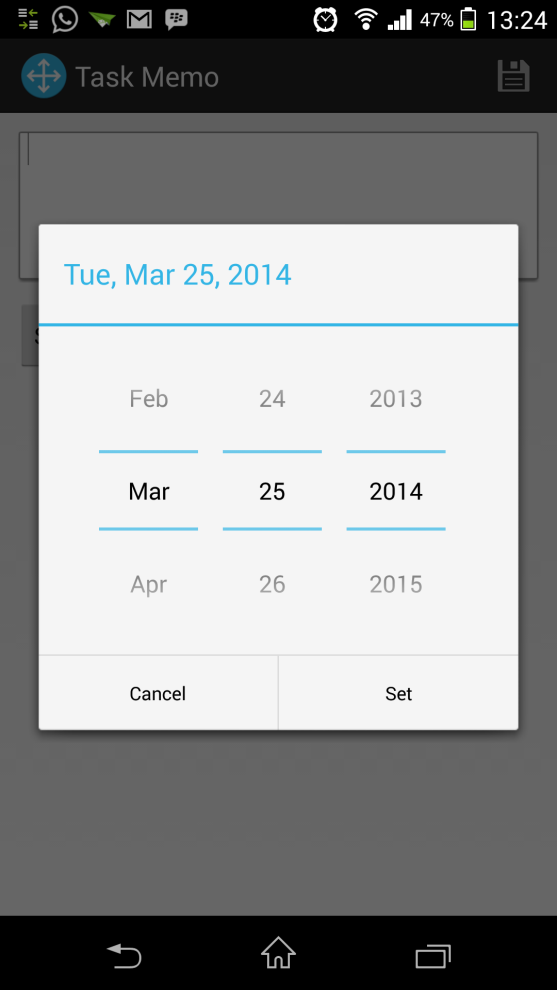 47% 13:24
Task Memo
Tue, Mar 25, 2014
Feb 24 2013
Mar 25 2014
Apr 26 2015
Cancel Set